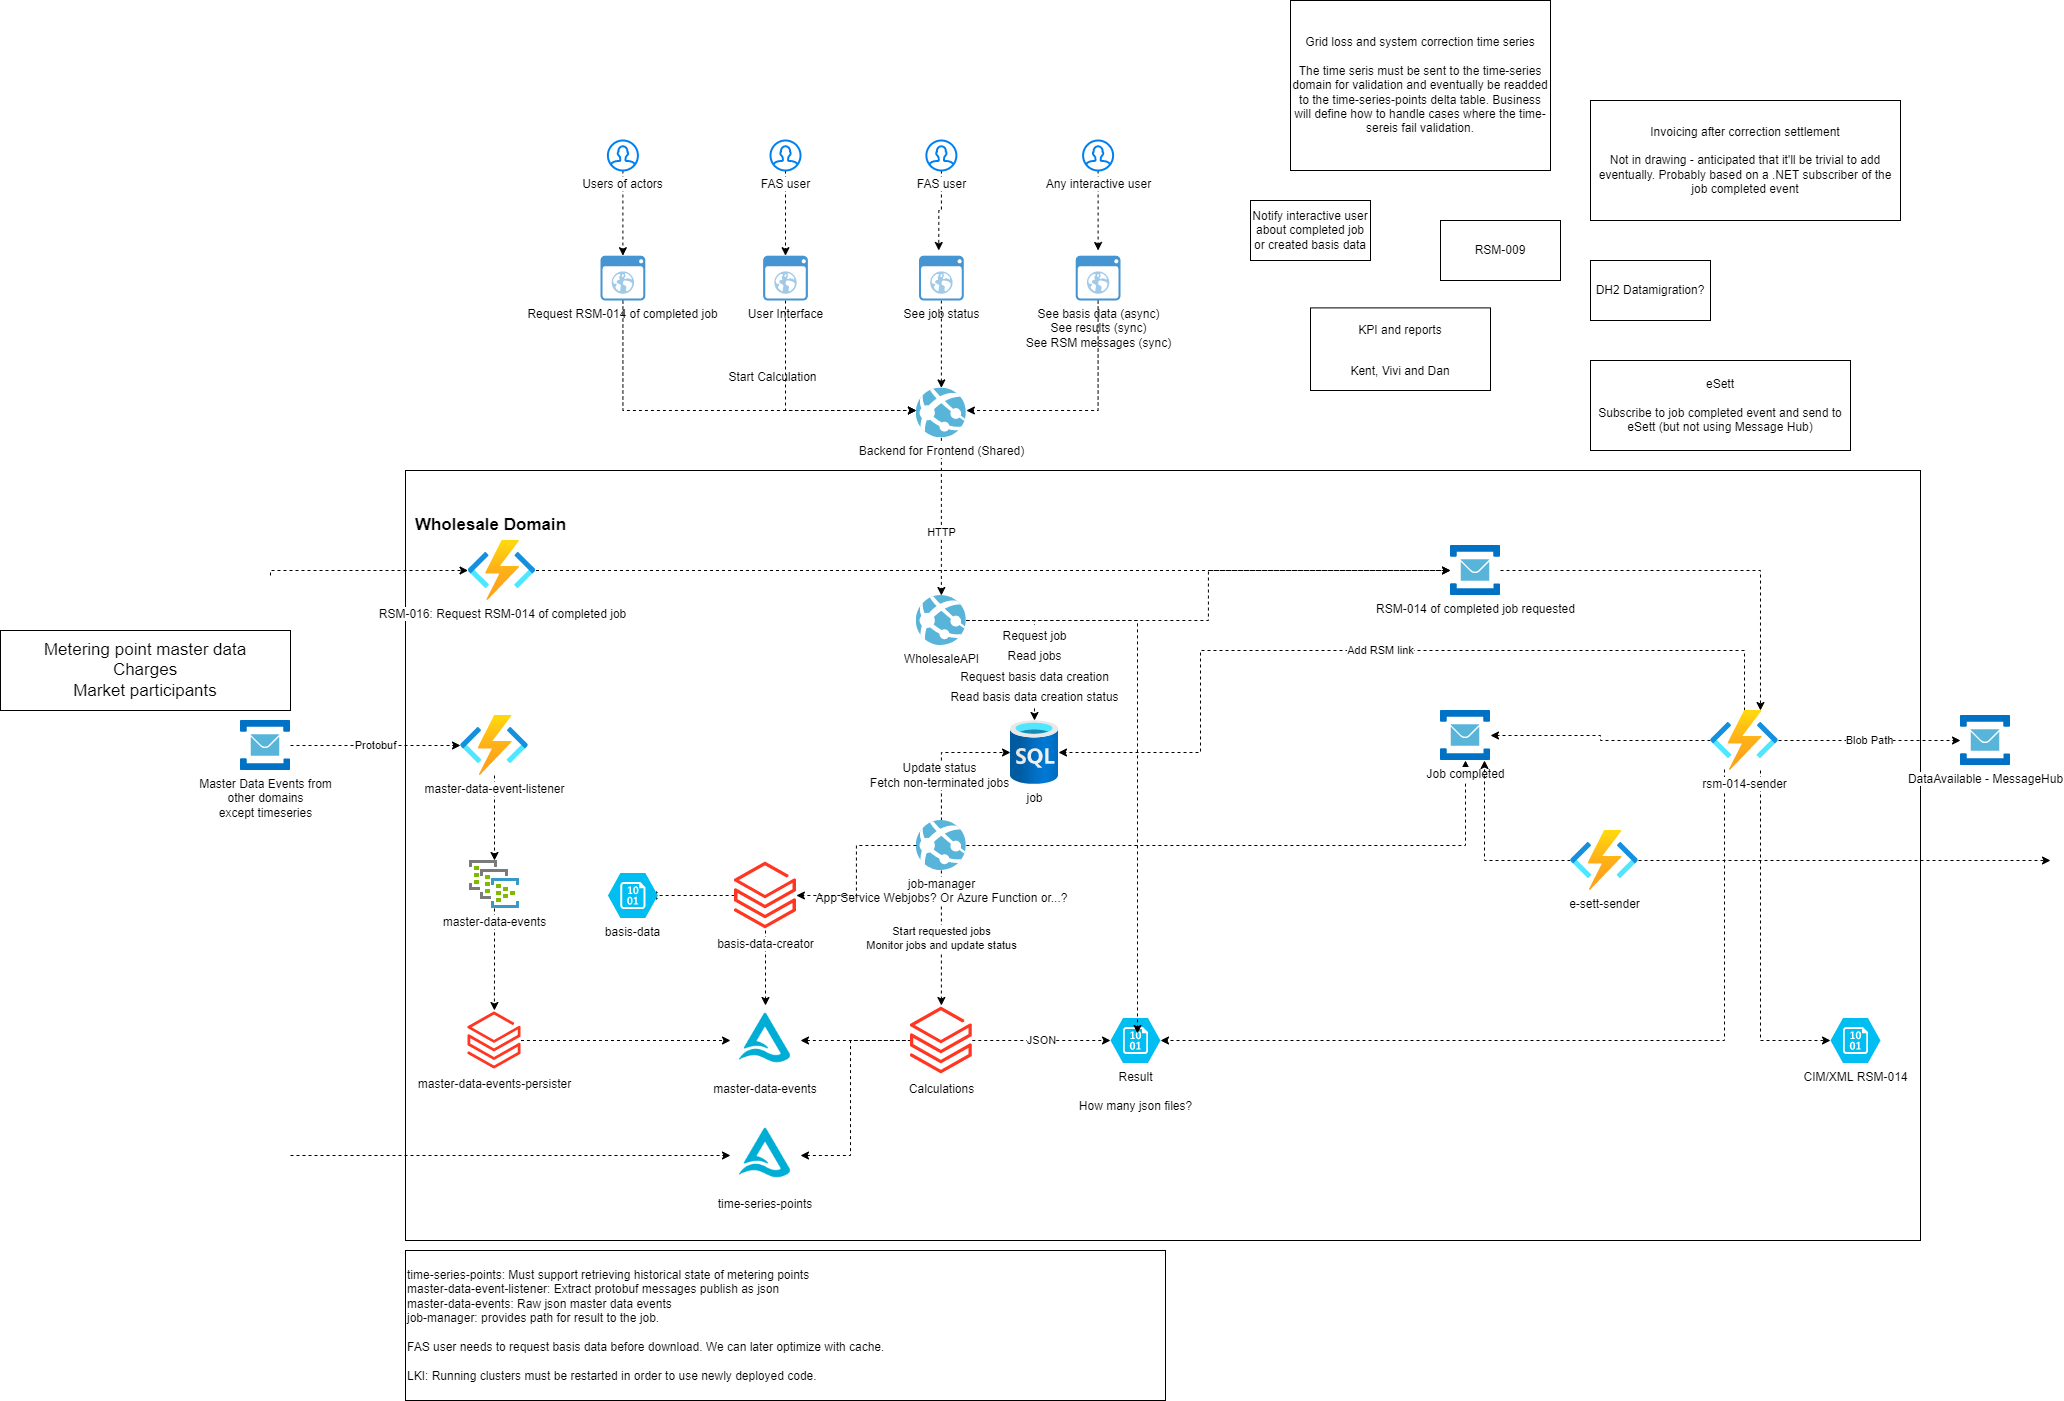 Grid loss and system correction time series
The time seris must be sent to the time-series
domain for validation and eventually be readded
to the time-series-points delta table. Business
will define how to handle cases where the time-
sereis fail validation.
Invoicing after correction settlement
Not in drawing - anticipated that it'll be trivial to add
eventually. Probably based on a .NET subscriber of the
job completed event
Users of actors
FAS user
FAS user
Any interactive user
Notify interactive user
about completed job
or created basis data
RSM-009
DH2 Datamigration?
Request RSM-014 of completed job
User Interface
See job status
See basis data (async)
See results (sync)
See RSM messages (sync)
KPI and reports
Kent, Vivi and Dan
Start Calculation
eSett
Subscribe to job completed event and send to
eSett (but not using Message Hub)
Backend for Frontend (Shared)
Wholesale Domain
HTTP
RSM-016: Request RSM-014 of completed job
RSM-014 of completed job requested
Metering point master data
Charges
Market participants
WholesaleAPI
Request job
Read jobs
Request basis data creation
Read basis data creation status
Add RSM link
Protobuf
Master Data Events from
other domains
except timeseries
master-data-event-listener
SQL
job
Update status
Fetch non-terminated jobs
Job completed
rsm-014-sender
Blob Path
DataAvailable - MessageHub
master-data-events
10
01
basis-data
basis-data-creator
job-manager
App Service Webjobs? Or Azure Function or...?
Start requested jobs
Monitor jobs and update status
e-sett-sender
master-data-events-persister
master-data-events
Calculations
JSON
10
01
Result
How many json files?
10
01
CIM/XML RSM-014
time-series-points
time-series-points: Must support retrieving historical state of metering points
master-data-event-listener: Extract protobuf messages publish as json
master-data-events: Raw json master data events
job-manager: provides path for result to the job.
FAS user needs to request basis data before download. We can later optimize with cache.
LKI: Running clusters must be restarted in order to use newly deployed code.